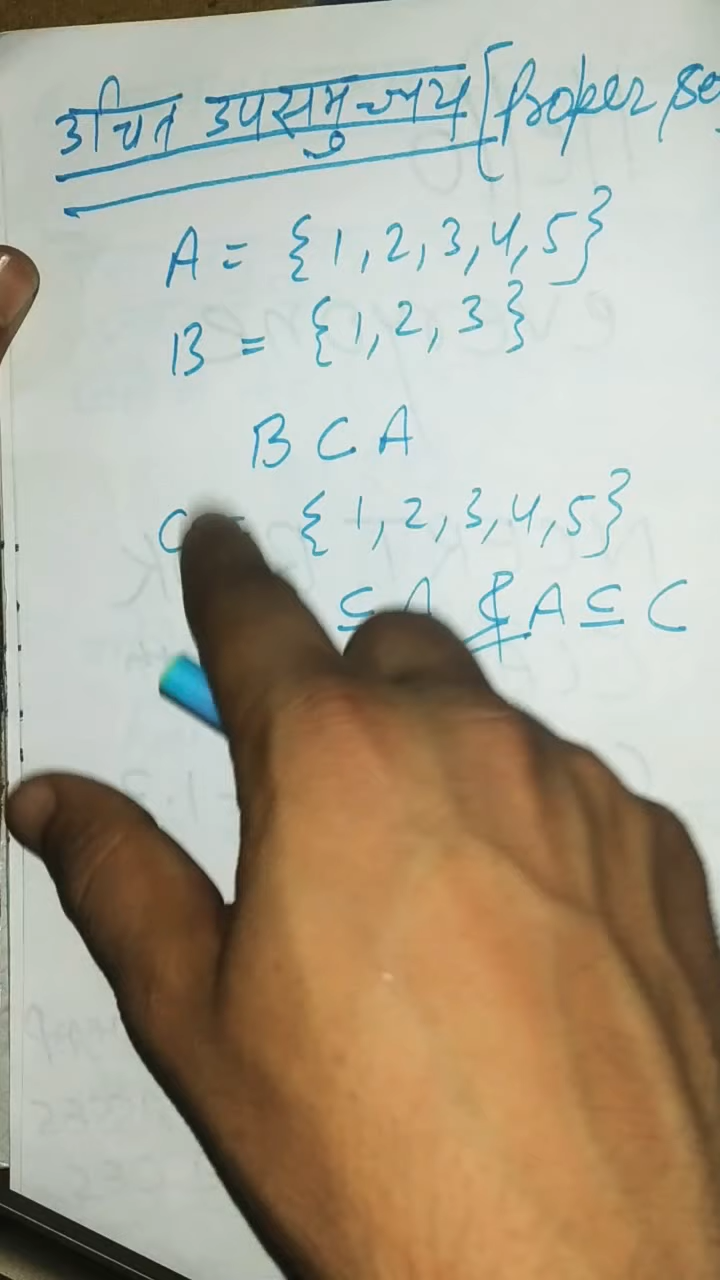 उचित उपसमुच्चय [Proper se
A = {1, 2, 3, 4, 5}
B = {1, 2, 3}
B ⊂ A
C = {1, 2, 3, 4, 5}
⊆ A & A ⊆ C